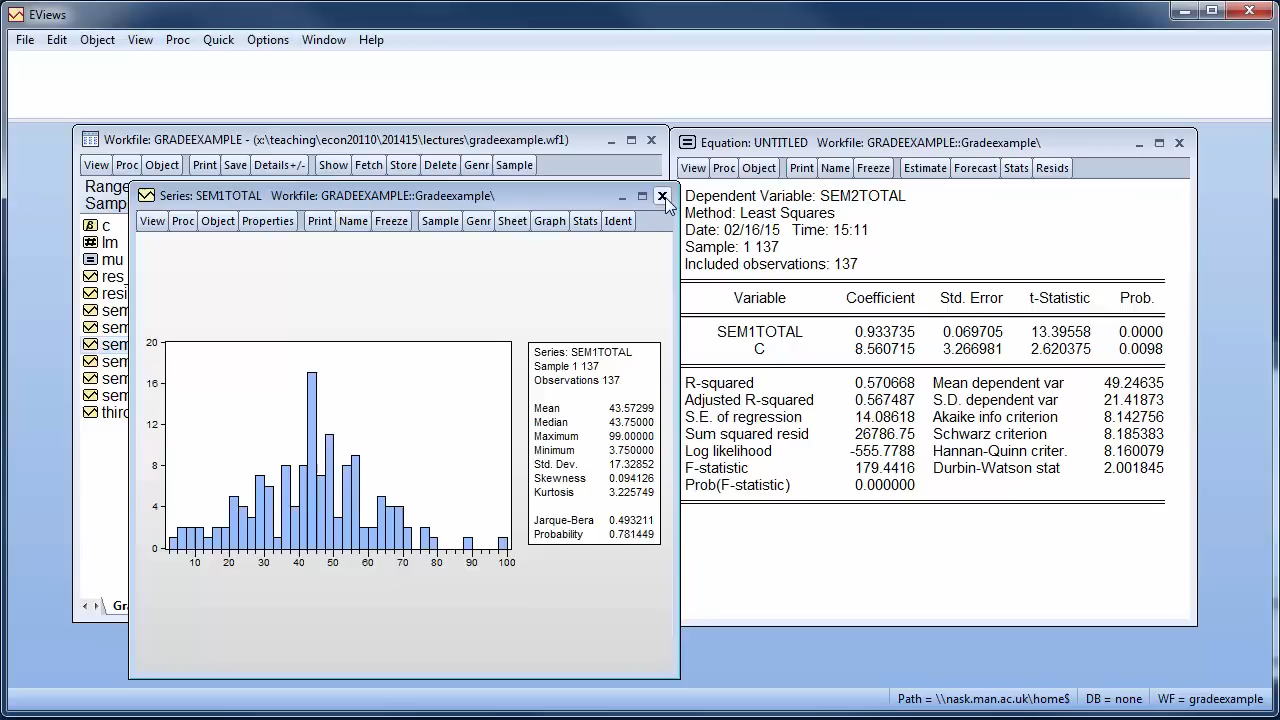 EViews
File Edit Object View Proc Quick Options Window Help
Workfile: GRADEEXAMPLE - (x:\teaching\econ20110\201415\lectures\gradeexample.wf1)
View Proc Object Print Save Details+/- Show Fetch Store Delete Genr Sample
Range
Samp
c
lm
mu
res_
resi
sem
sem
sem
sem
sem
sem
thirc
Gra
Series: SEM1TOTAL Workfile: GRADEEXAMPLE::Gradeexample\
View Proc Object Properties Print Name Freeze Sample Genr Sheet Graph Stats Ident
20
16
12
8
4
0
10 20 30 40 50 60 70 80 90 100
Series: SEM1TOTAL
Sample 1 137
Observations 137
Mean 43.57299
Median 43.75000
Maximum 99.00000
Minimum 3.750000
Std. Dev. 17.32852
Skewness 0.094126
Kurtosis 3.225749
Jarque-Bera 0.493211
Probability 0.781449
Equation: UNTITLED Workfile: GRADEEXAMPLE::Gradeexample\
View Proc Object Print Name Freeze Estimate Forecast Stats Resids
Dependent Variable: SEM2TOTAL
Method: Least Squares
Date: 02/16/15 Time: 15:11
Sample: 1 137
Included observations: 137
Variable Coefficient Std. Error t-Statistic Prob.
SEM1TOTAL 0.933735 0.069705 13.39558 0.0000
C 8.560715 3.266981 2.620375 0.0098
R-squared 0.570668 Mean dependent var 49.24635
Adjusted R-squared 0.567487 S.D. dependent var 21.41873
S.E. of regression 14.08618 Akaike info criterion 8.142756
Sum squared resid 26786.75 Schwarz criterion 8.185383
Log likelihood -555.7788 Hannan-Quinn criter. 8.160079
F-statistic 179.4416 Durbin-Watson stat 2.001845
Prob(F-statistic) 0.000000
Path = \\nask.man.ac.uk\home$ DB = none WF = gradeexample